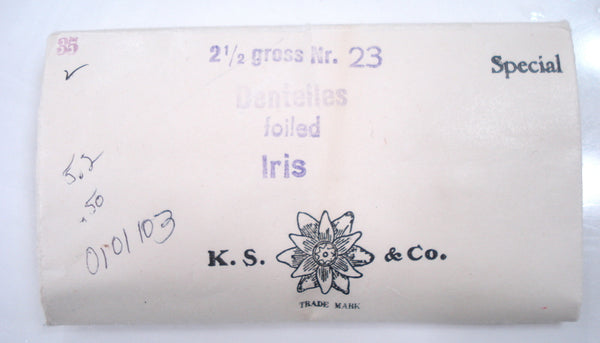 35
2½ gross Nr. 23
Special
Dentelles
foiled
Iris
5.2
.50
0101103
K. S. & Co.
TRADE MARK